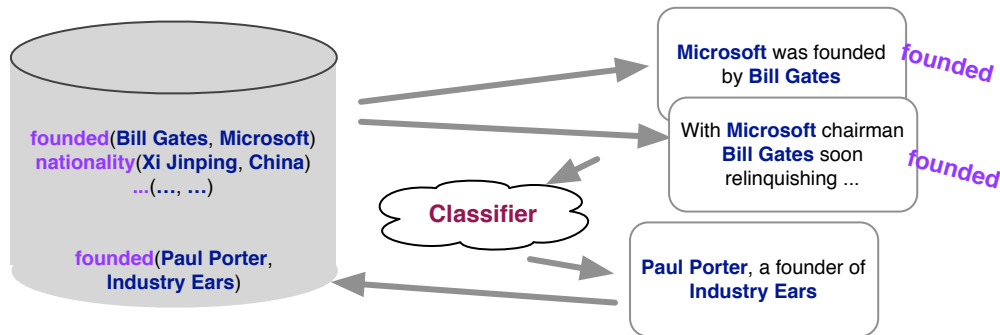 founded(Bill Gates, Microsoft)
nationality(Xi Jinping, China)
...(..., ...)
founded(Paul Porter,
Industry Ears)
Microsoft was founded
by Bill Gates
founded
With Microsoft chairman
Bill Gates soon
relinquishing ...
founded
Classifier
Paul Porter, a founder of
Industry Ears